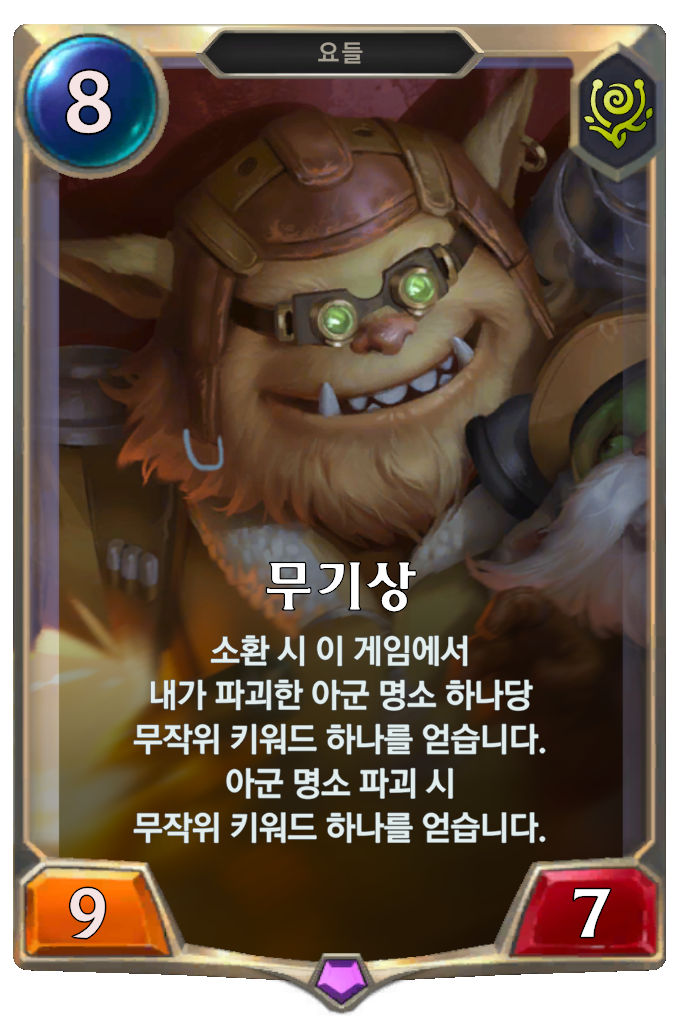 요들
8
무기상
소환 시 이 게임에서
내가 파괴한 아군 명소 하나당
무작위 키워드 하나를 얻습니다.
아군 명소 파괴 시
무작위 키워드 하나를 얻습니다.
9
7